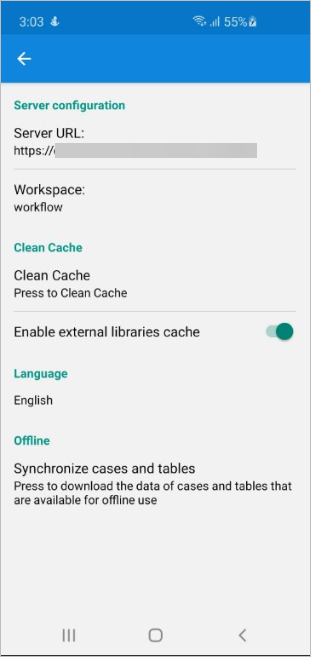 3:03 55%
Server configuration
Server URL:
https://
Workspace:
workflow
Clean Cache
Clean Cache
Press to Clean Cache
Enable external libraries cache
Language
English
Offline
Synchronize cases and tables
Press to download the data of cases and tables that
are available for offline use